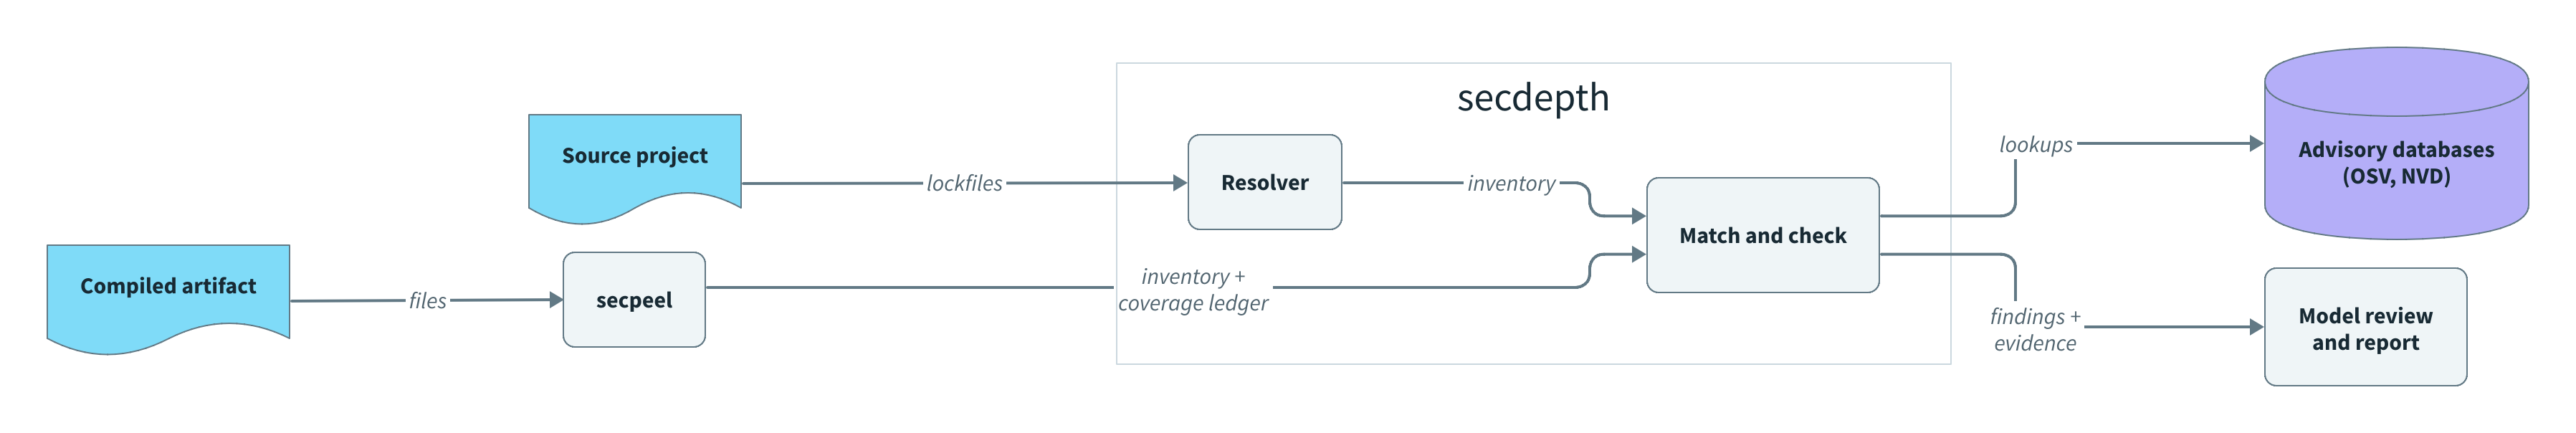 secdepth
Source project
lockfiles
Resolver
inventory
Match and check
lookups
Advisory databases
(OSV, NVD)
Compiled artifact
files
secpeel
inventory +
coverage ledger
findings +
evidence
Model review
and report